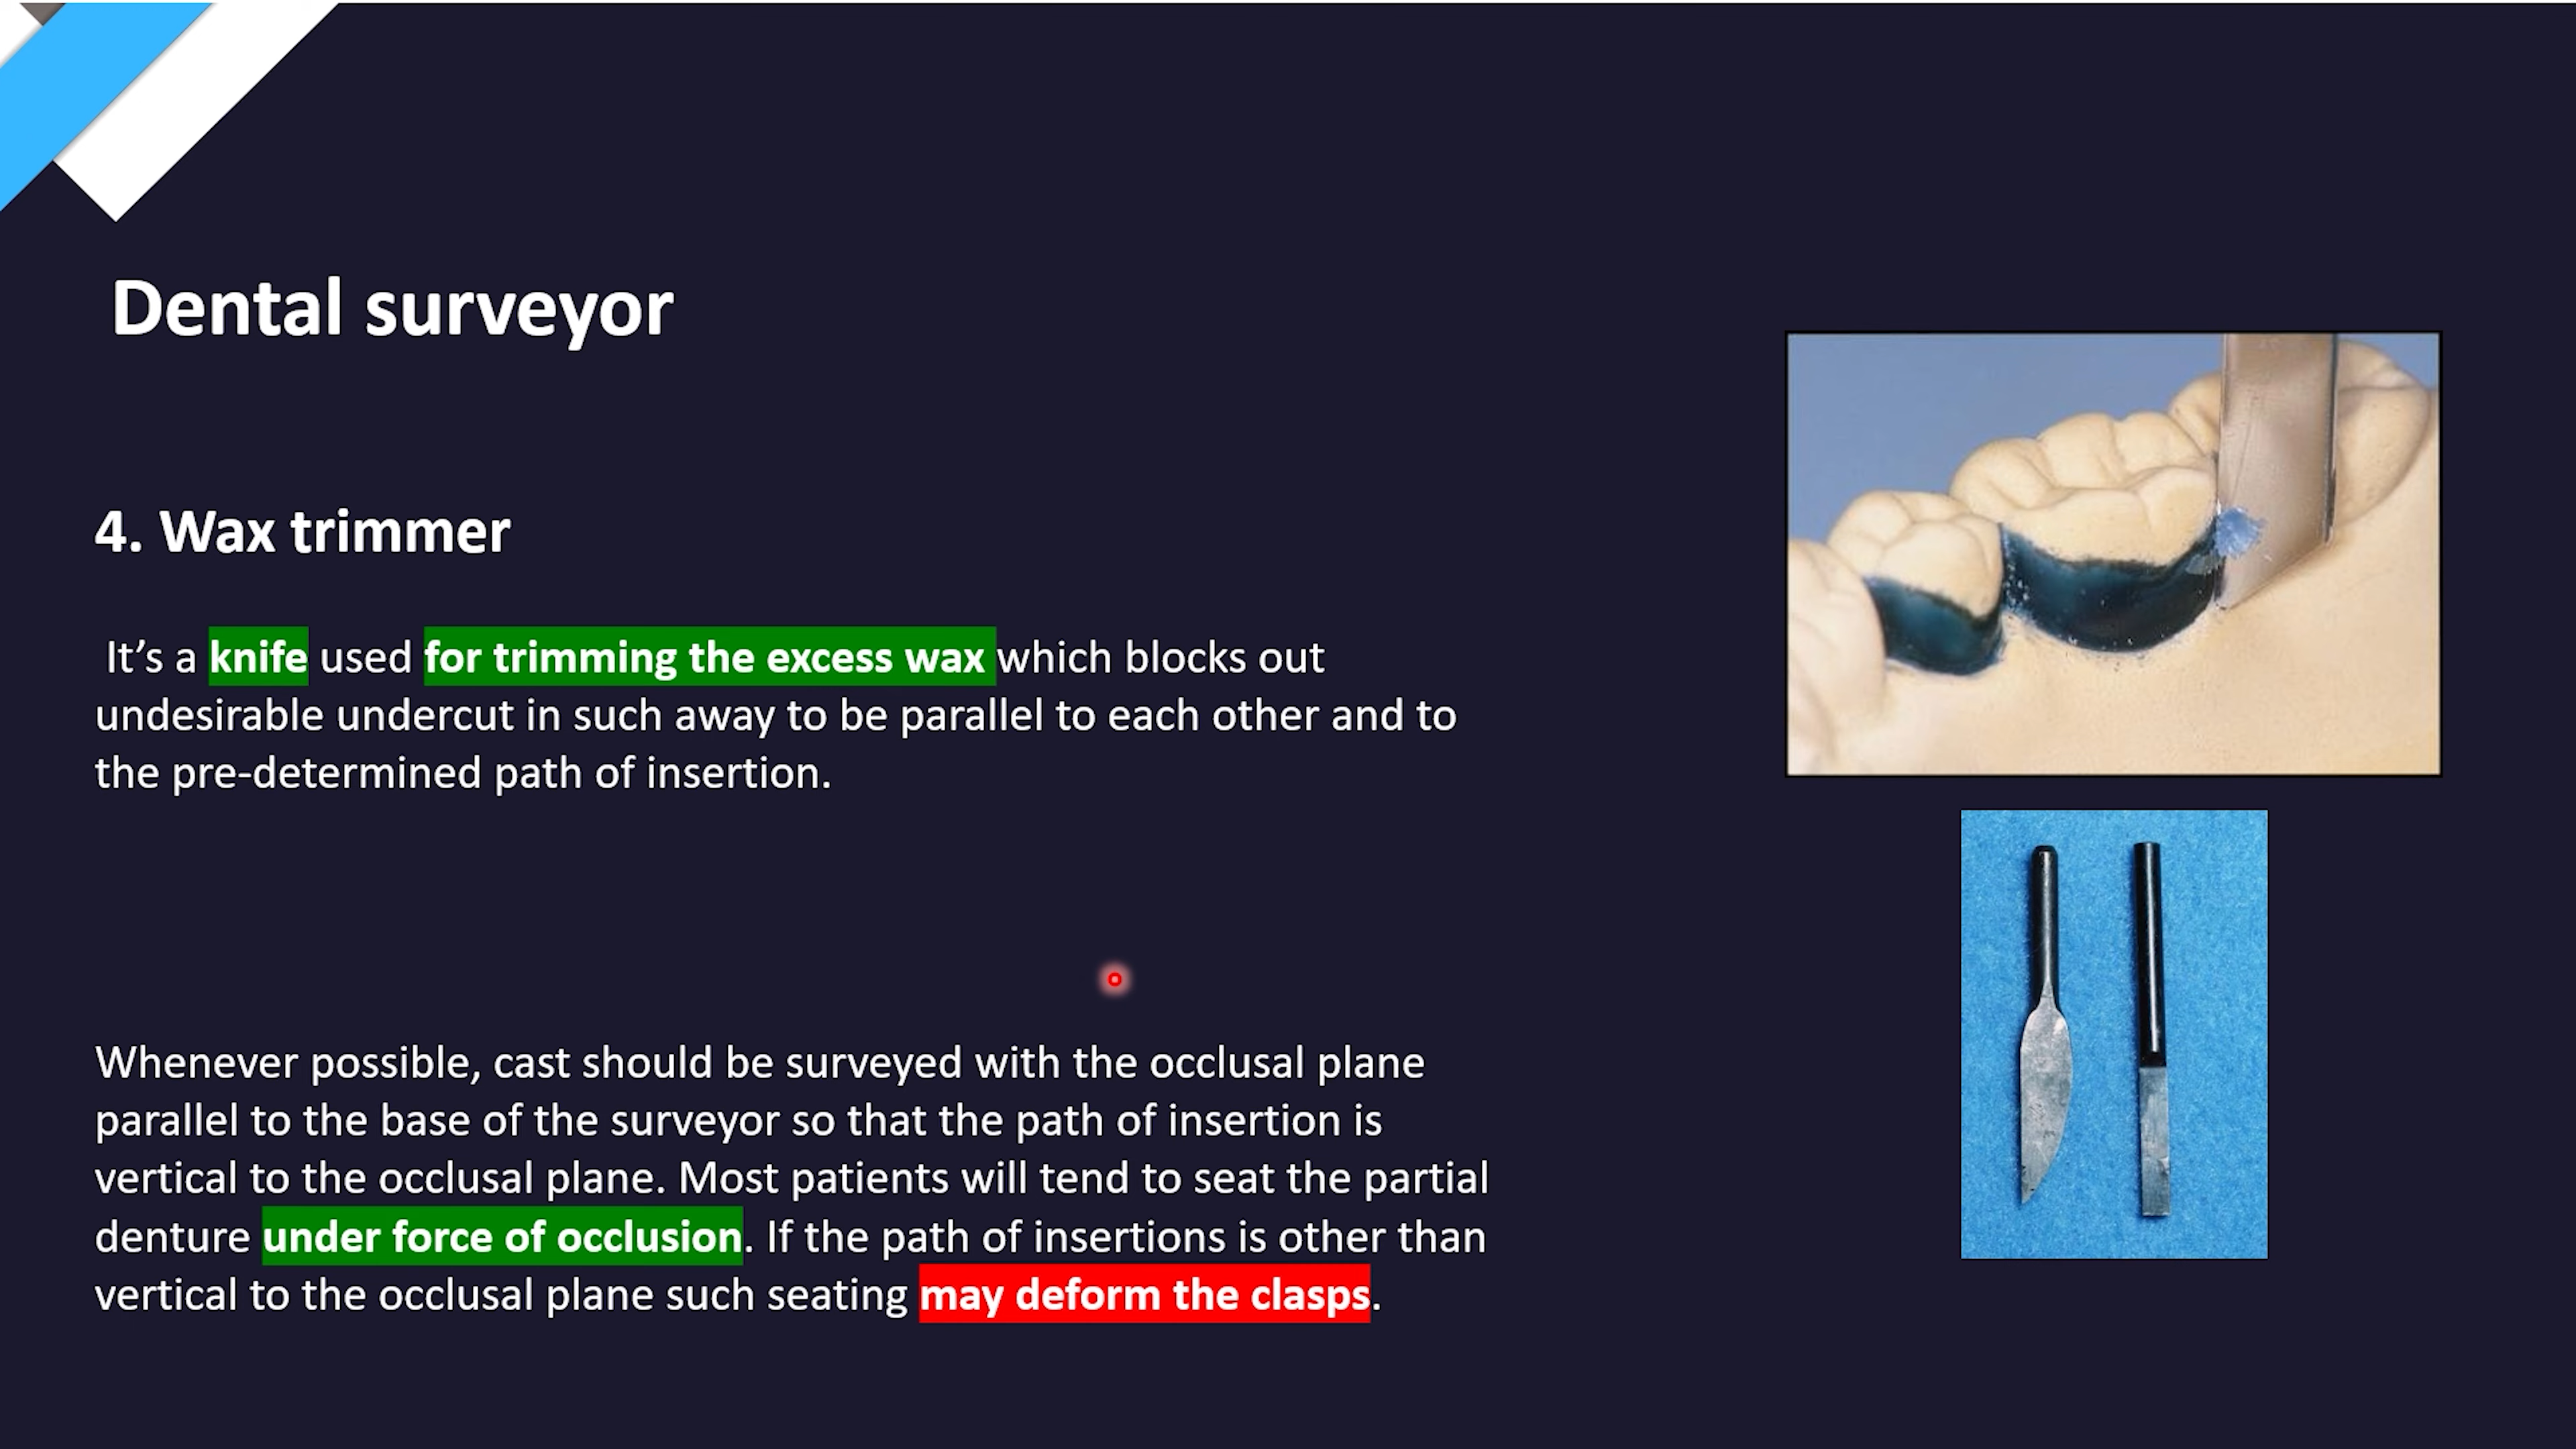 Dental surveyor
4. Wax trimmer
It’s a knife used for trimming the excess wax which blocks out
undesirable undercut in such away to be parallel to each other and to
the pre-determined path of insertion.
Whenever possible, cast should be surveyed with the occlusal plane
parallel to the base of the surveyor so that the path of insertion is
vertical to the occlusal plane. Most patients will tend to seat the partial
denture under force of occlusion. If the path of insertions is other than
vertical to the occlusal plane such seating may deform the clasps.